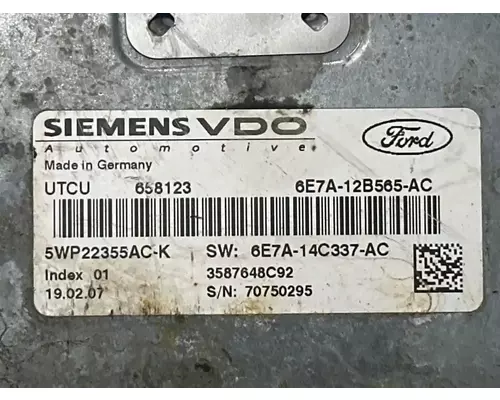 SIEMENS VDO
Automotive
Ford
Made in Germany
UTCU 658123 6E7A-12B565-AC
5WP22355AC-K SW: 6E7A-14C337-AC
Index 01 3587648C92
19.02.07 S/N: 70750295